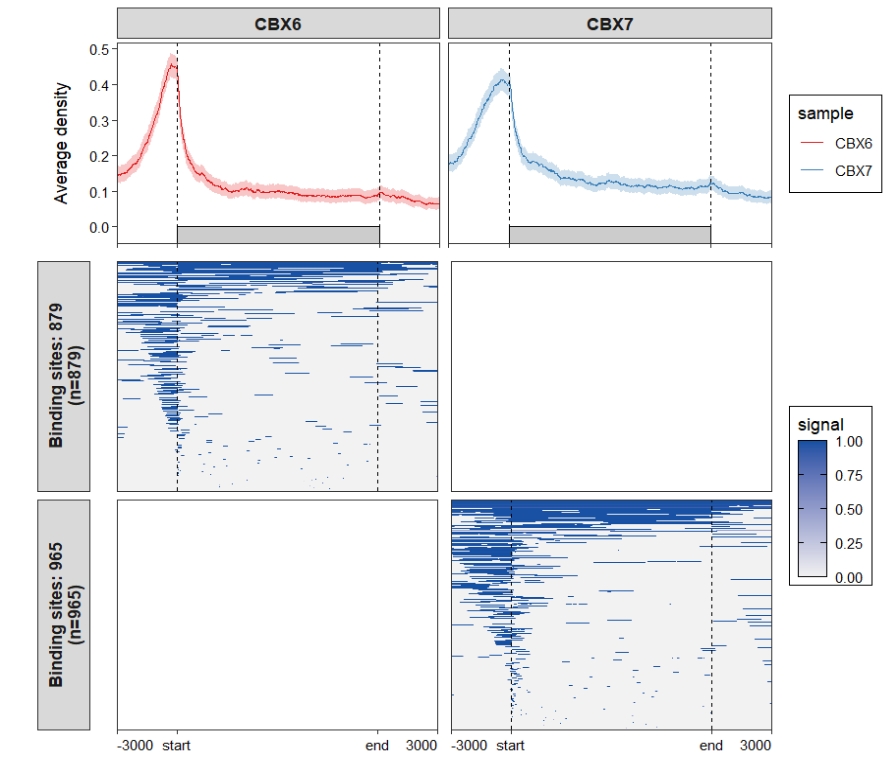 CBX6 CBX7
0.5
0.4
0.3
0.2
0.1
0.0
Average density
sample
CBX6
CBX7
Binding sites: 879
(n=879)
Binding sites: 965
(n=965)
signal
1.00
0.75
0.50
0.25
0.00
-3000 start end 3000 -3000 start end 3000